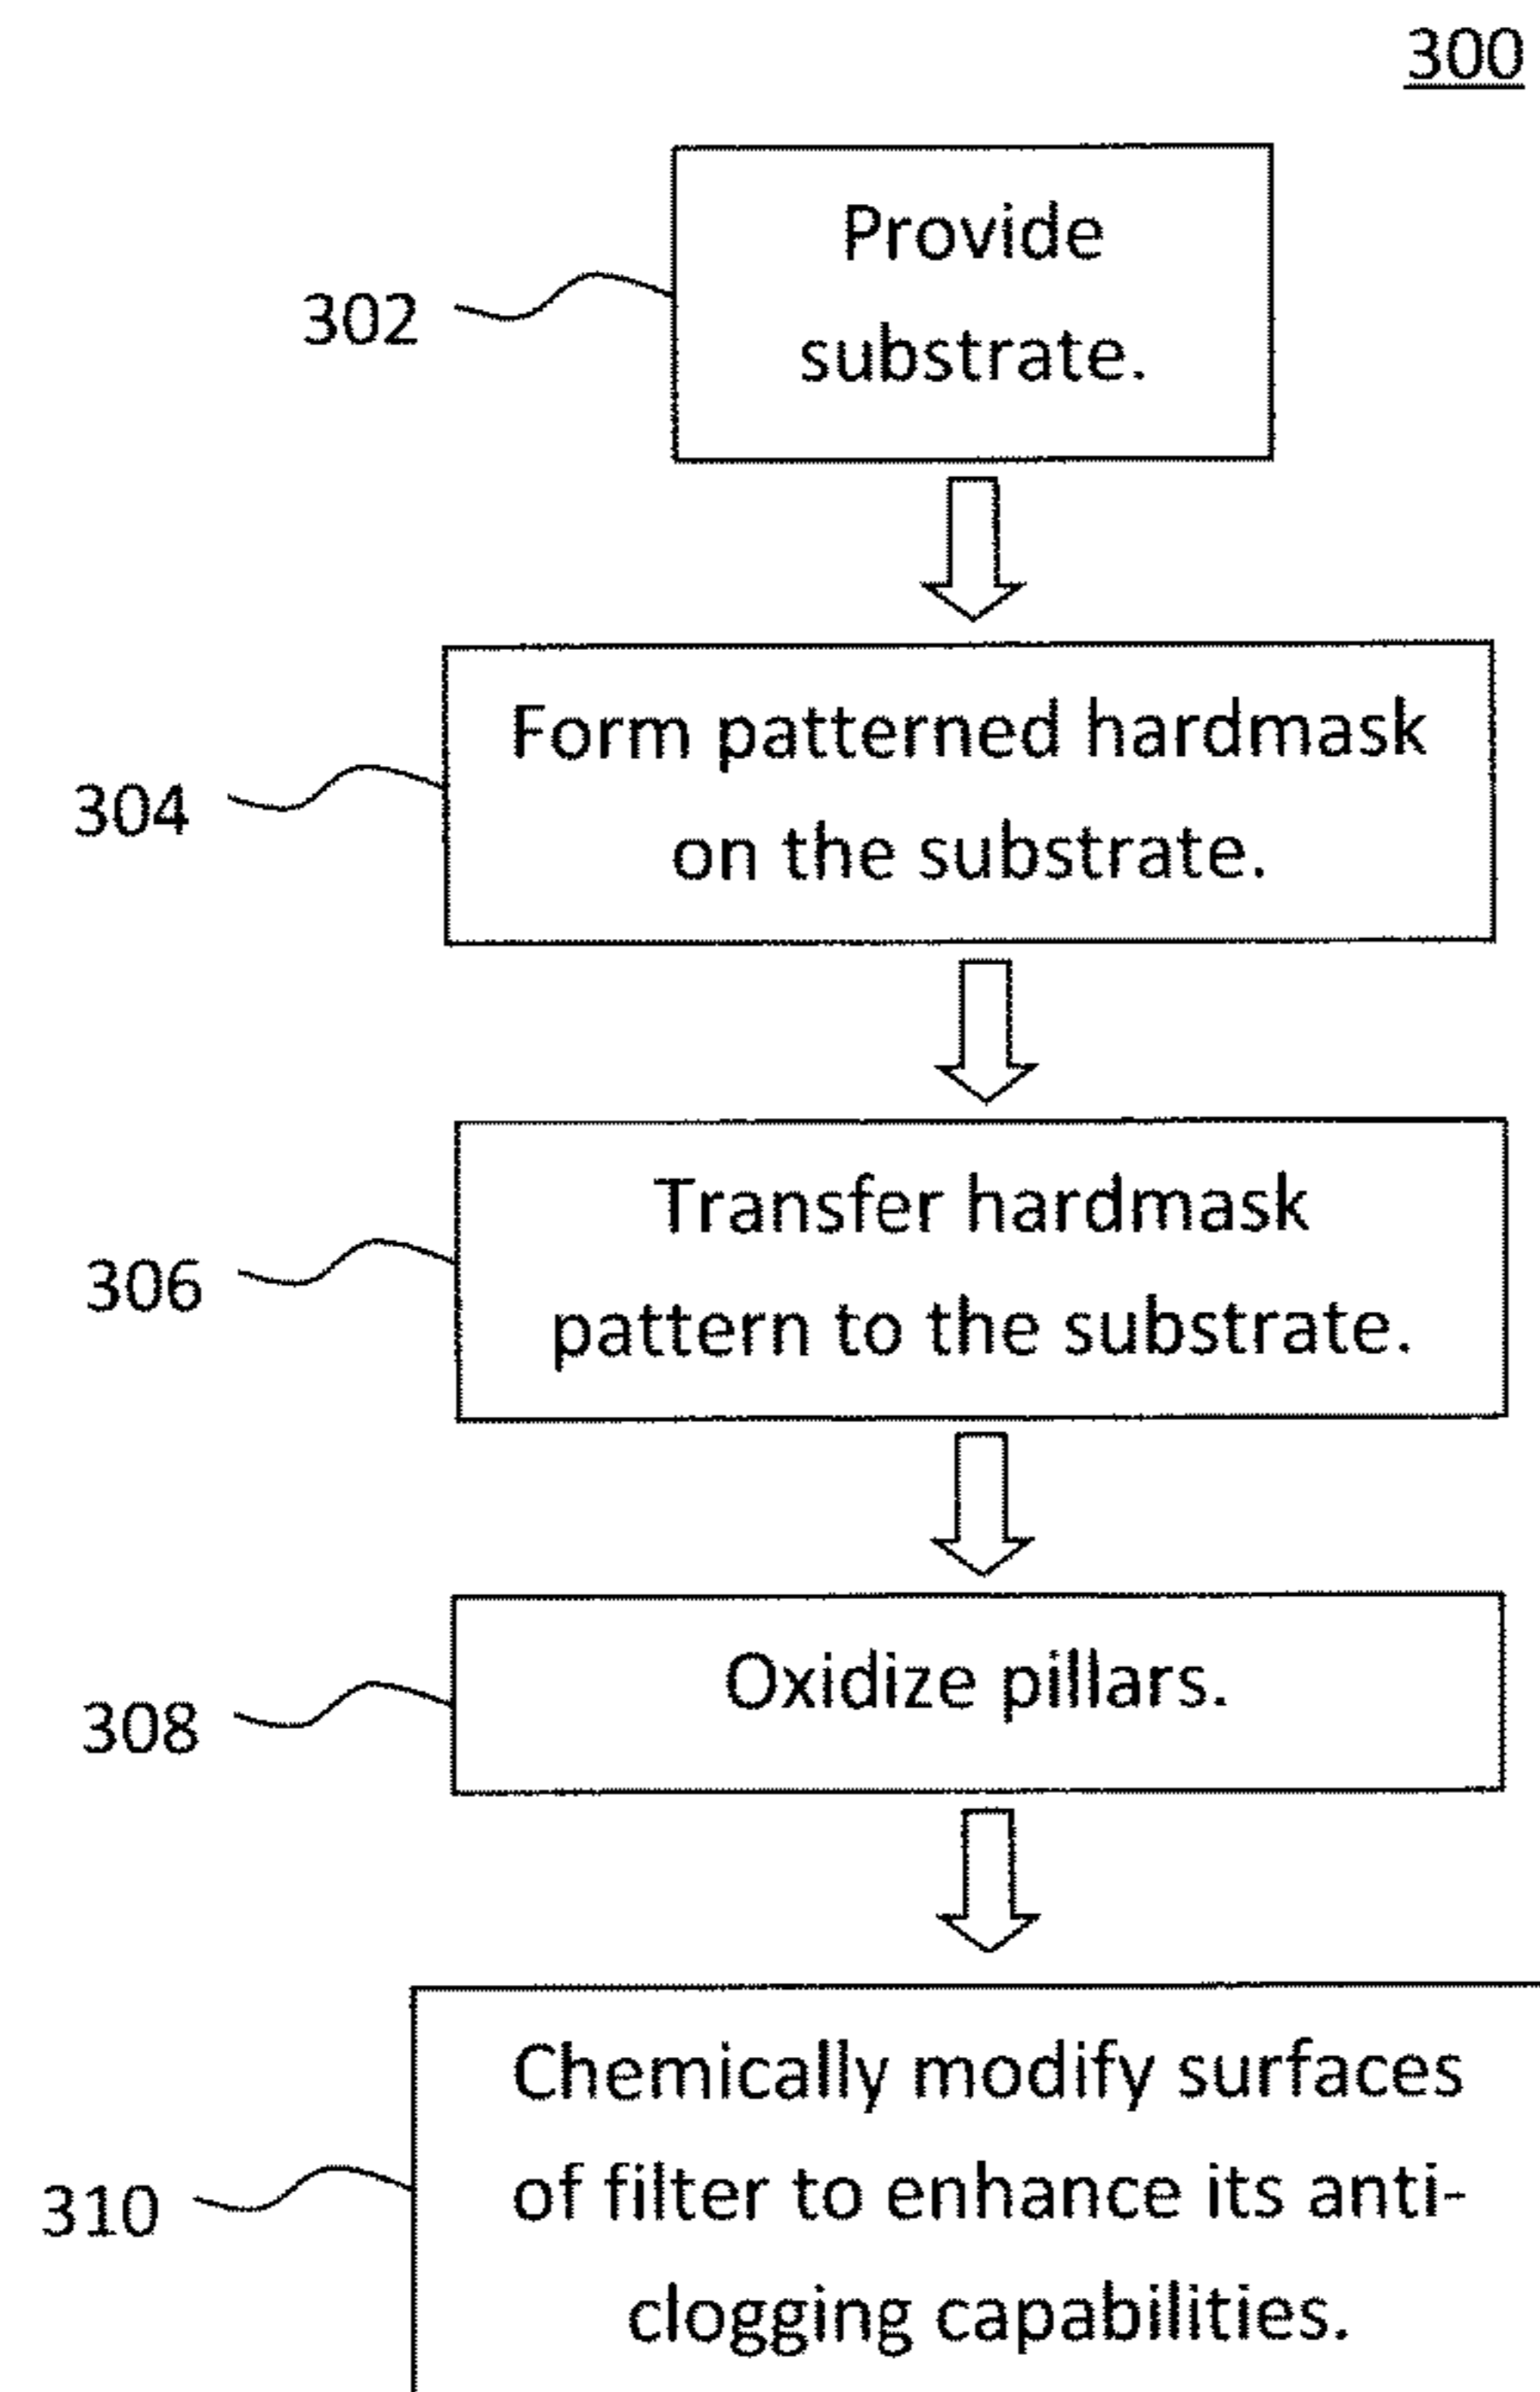 300
Provide
substrate.
302
Form patterned hardmask
on the substrate.
304
Transfer hardmask
pattern to the substrate.
306
Oxidize pillars.
308
Chemically modify surfaces
of filter to enhance its anti-
clogging capabilities.
310